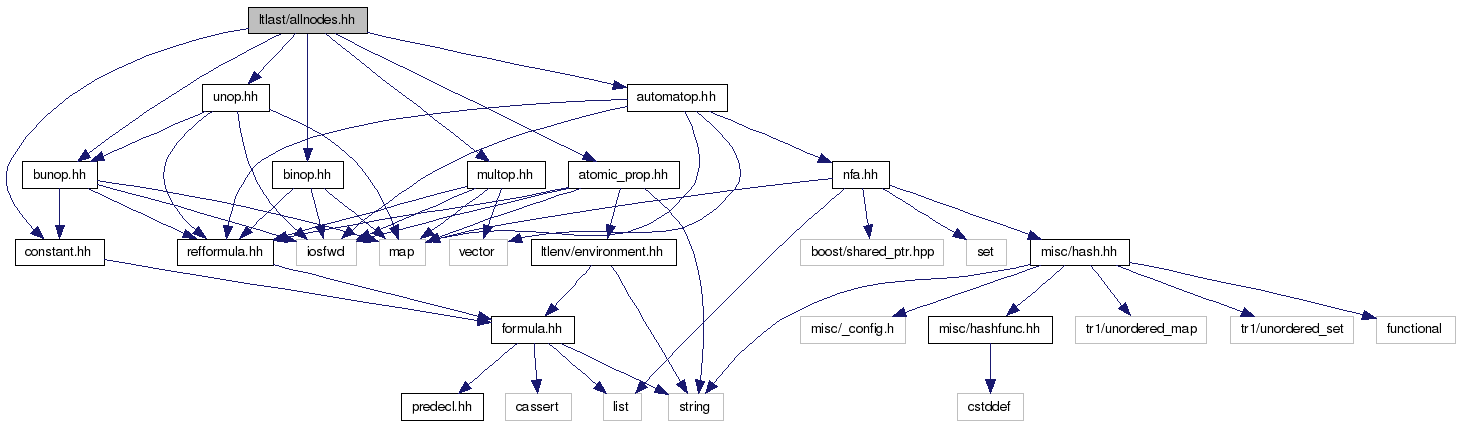 ltlast/allnodes.hh
unop.hh
automatop.hh
bunop.hh
binop.hh
multop.hh
atomic_prop.hh
nfa.hh
constant.hh
refformula.hh
iosfwd
map
vector
ltlenv/environment.hh
boost/shared_ptr.hpp
set
misc/hash.hh
formula.hh
misc/_config.h
misc/hashfunc.hh
tr1/unordered_map
tr1/unordered_set
functional
predecl.hh
cassert
list
string
cstddef